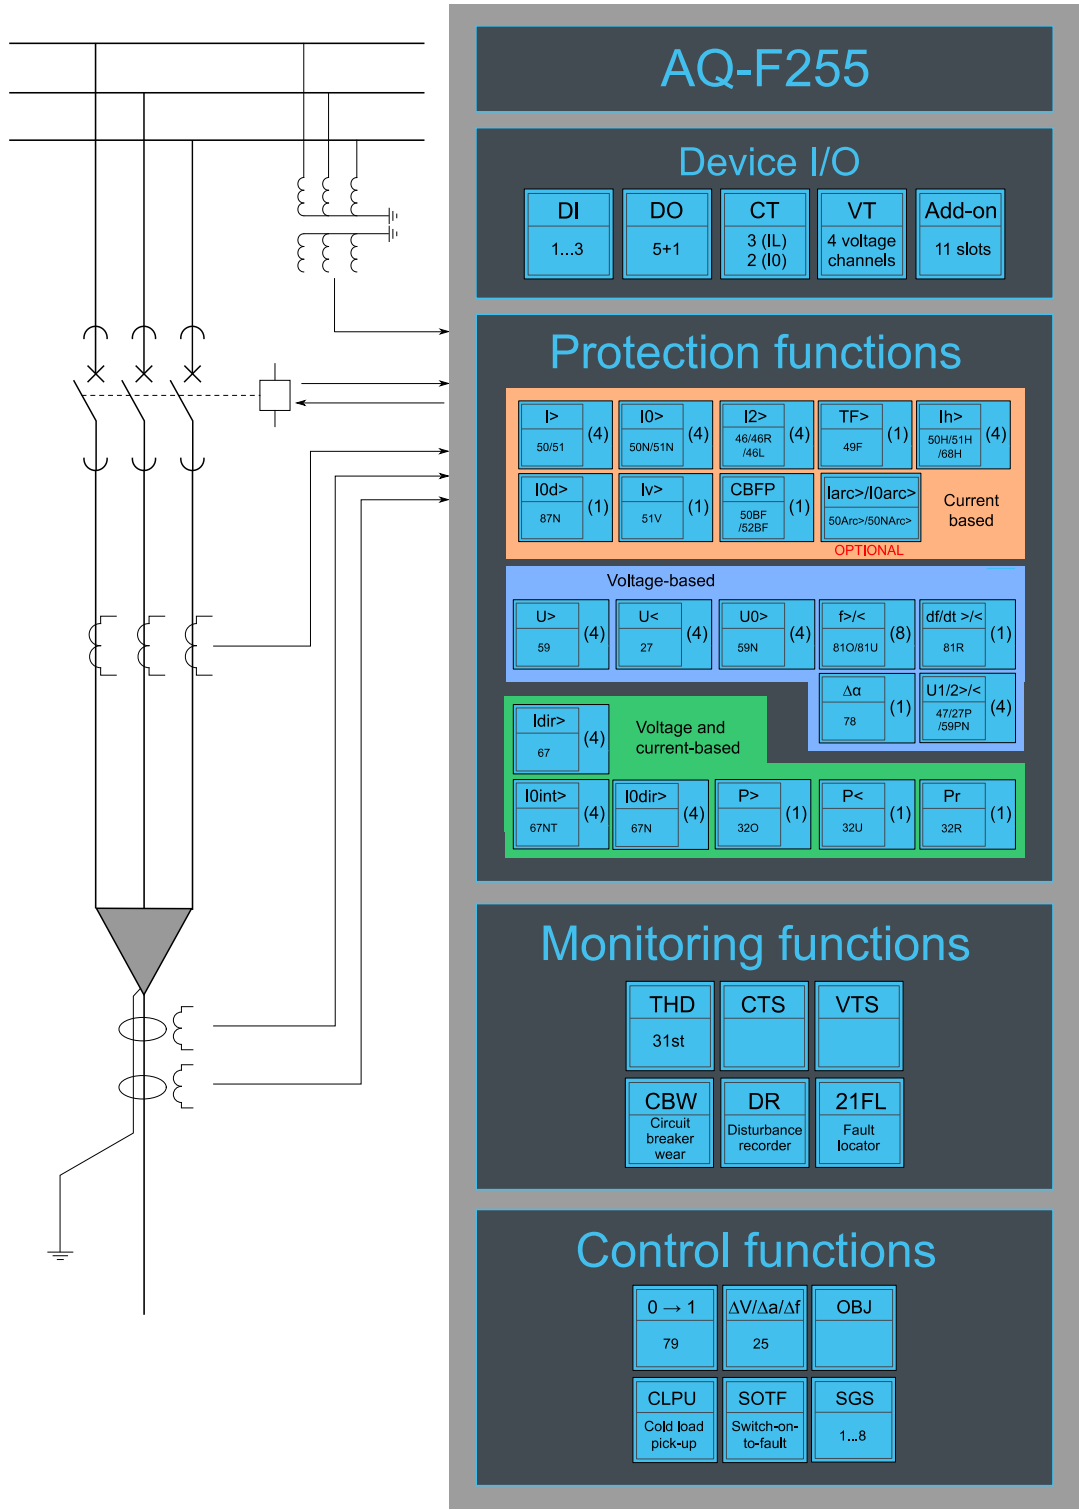 AQ-F255
Device I/O
DI
1...3
DO
5+1
CT
3 (IL)
2 (I0)
VT
4 voltage
channels
Add-on
11 slots
Protection functions
I>
50/51
(4)
I0>
50N/51N
(4)
I2>
46/46R
/46L
(4)
TF>
49F
(1)
Ih>
50H/51H
/68H
(4)
I0d>
87N
(1)
Iv>
51V
(1)
CBFP
50BF
/52BF
(1)
Iarc>/I0arc>
50Arc>/50NArc>
OPTIONAL
Current
based
Voltage-based
U>
59
(4)
U<
27
(4)
U0>
59N
(4)
f>/<
81O/81U
(8)
df/dt >/<
81R
(1)
Δα
78
(1)
U1/2>/<
47/27P
/59PN
(4)
Idir>
67
(4)
Voltage and
current-based
I0int>
67NT
(4)
I0dir>
67N
(4)
P>
32O
(1)
P<
32U
(1)
Pr
32R
(1)
Monitoring functions
THD
31st
CTS
VTS
CBW
Circuit
breaker
wear
DR
Disturbance
recorder
21FL
Fault
locator
Control functions
0 → 1
79
ΔV/Δa/Δf
25
OBJ
CLPU
Cold load
pick-up
SOTF
Switch-on-
to-fault
SGS
1...8